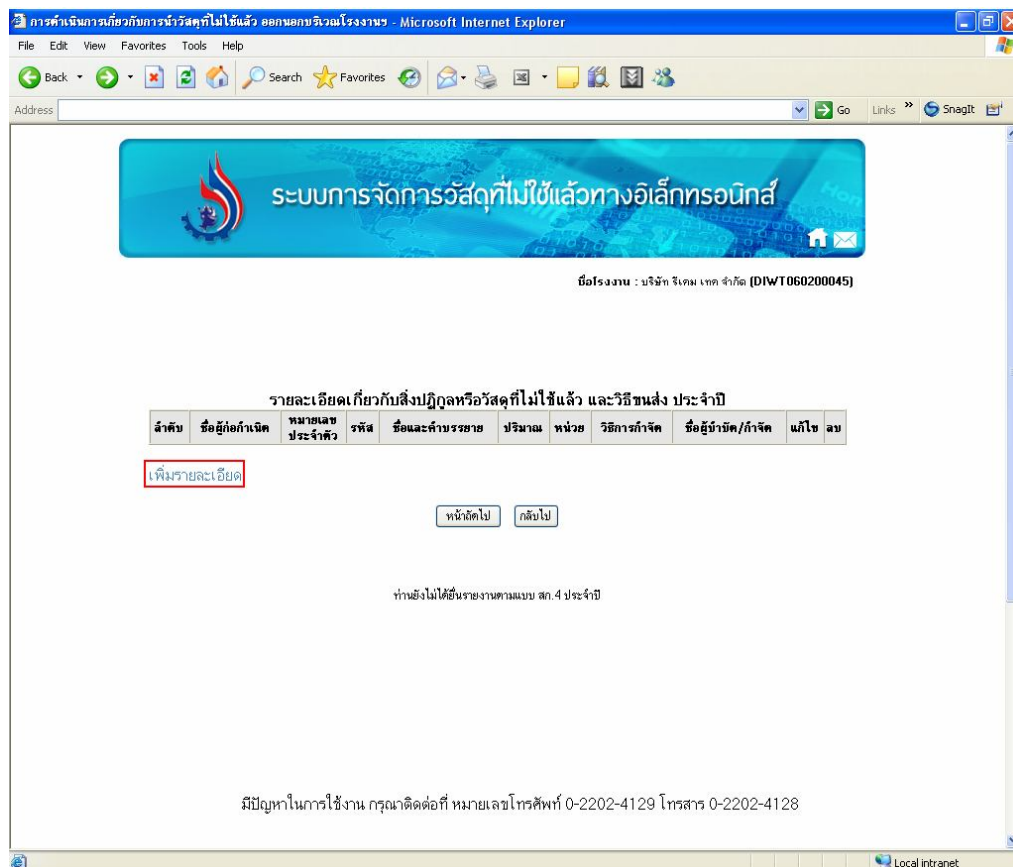 การดำเนินการเกี่ยวกับการนำวัสดุที่ไม่ใช้แล้ว ออกนอกบริเวณโรงงานฯ - Microsoft Internet Explorer
File Edit View Favorites Tools Help
Back Search Favorites
Address Go Links » SnagIt
ระบบการจัดการวัสดุที่ไม่ใช้แล้วทางอิเล็กทรอนิกส์
ชื่อโรงงาน : บริษัท รีเคม เทค จำกัด (DIWT060200045)
รายละเอียดเกี่ยวกับสิ่งปฏิกูลหรือวัสดุที่ไม่ใช้แล้ว และวิธีขนส่ง ประจำปี
ลำดับ ชื่อผู้ก่อกำเนิด หมายเลขประจำตัว รหัส ชื่อและคำบรรยาย ปริมาณ หน่วย วิธีการกำจัด ชื่อผู้บำบัด/กำจัด แก้ไข ลบ
เพิ่มรายละเอียด
หน้าถัดไป กลับไป
ท่านยังไม่ได้ยื่นรายงานตามแบบ สก.4 ประจำปี
มีปัญหาในการใช้งาน กรุณาติดต่อที่ หมายเลขโทรศัพท์ 0-2202-4129 โทรสาร 0-2202-4128
Local intranet